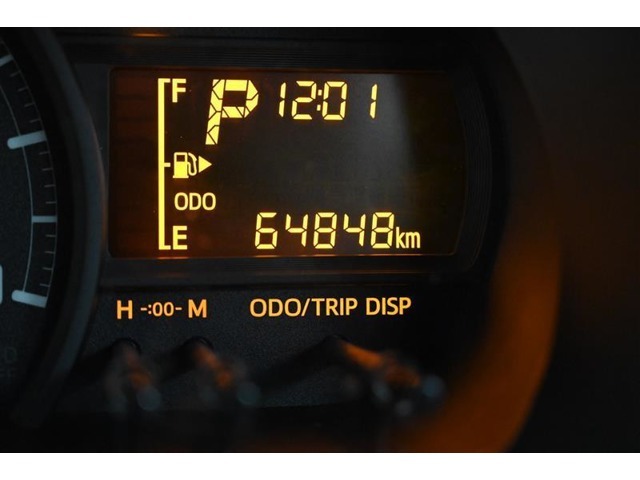 F P 12:01
ODO
E 64848km
H -:00- M ODO/TRIP DISP